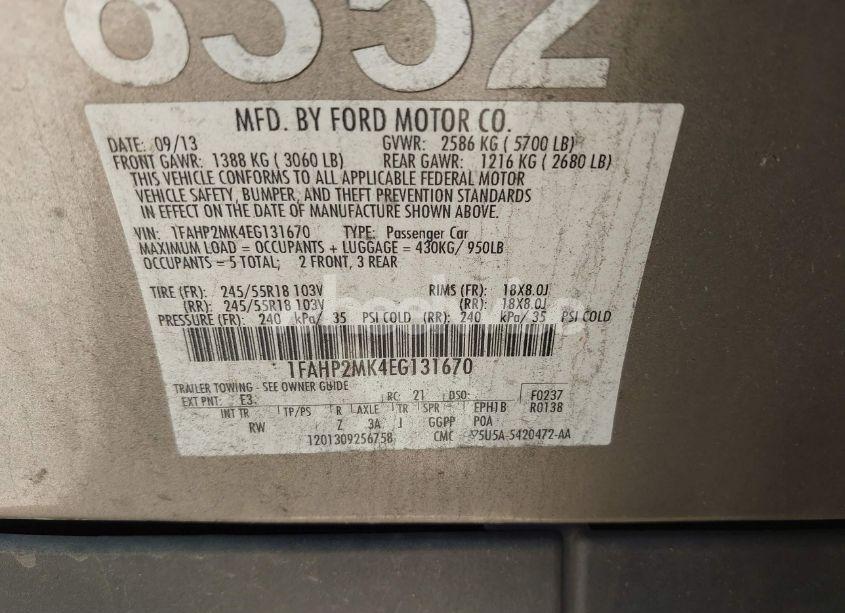 6352
MFD. BY FORD MOTOR CO.
DATE: 09/13 GVWR: 2586 KG ( 5700 LB)
FRONT GAWR: 1388 KG ( 3060 LB) REAR GAWR: 1216 KG ( 2680 LB)
THIS VEHICLE CONFORMS TO ALL APPLICABLE FEDERAL MOTOR
VEHICLE SAFETY, BUMPER, AND THEFT PREVENTION STANDARDS
IN EFFECT ON THE DATE OF MANUFACTURE SHOWN ABOVE.
VIN: 1FAHP2MK4EG131670 TYPE: Passenger Car
MAXIMUM LOAD = OCCUPANTS + LUGGAGE = 430KG/ 950LB
OCCUPANTS = 5 TOTAL; 2 FRONT, 3 REAR
TIRE (FR): 245/55R18 103V RIMS (FR): 18X8.0J
(RR): 245/55R18 103V (RR): 18X8.0J
PRESSURE (FR): 240 kPa/ 35 PSI COLD (RR): 240 kPa/ 35 PSI COLD
1FAHP2MK4EG131670
TRAILER TOWING - SEE OWNER GUIDE
EXT PNT: E3 RC: 21 DSO: F0237
INT TR TP/PS R AXLE TR SPR EPH1B R0138
RW Z 3A J GGPP P0A
1201309256758 CMC 5U5A-5420472-AA